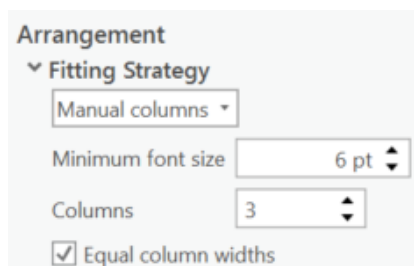 Arrangement
Fitting Strategy
Manual columns
Minimum font size 6 pt
Columns 3
Equal column widths